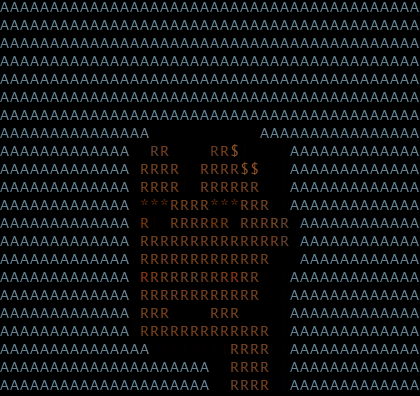 AAAAAAAAAAAAAAAAAAAAAAAAAAAAAAAAAAAAAAAAAA
AAAAAAAAAAAAAAAAAAAAAAAAAAAAAAAAAAAAAAAAAA
AAAAAAAAAAAAAAAAAAAAAAAAAAAAAAAAAAAAAAAAAA
AAAAAAAAAAAAAAAAAAAAAAAAAAAAAAAAAAAAAAAAAA
AAAAAAAAAAAAAAAAAAAAAAAAAAAAAAAAAAAAAAAAAA
AAAAAAAAAAAAAAAAAAAAAAAAAAAAAAAAAAAAAAAAAA
AAAAAAAAAAAAAAAAAAAAAAAAAAAAAAAAAAAAAAAAAA
AAAAAAAAAAAAAAA           AAAAAAAAAAAAAAAA
AAAAAAAAAAAAA  RR    RR$     AAAAAAAAAAAAA
AAAAAAAAAAAAA RRRR  RRRR$$   AAAAAAAAAAAAA
AAAAAAAAAAAAA RRRR  RRRRRR   AAAAAAAAAAAAA
AAAAAAAAAAAAA ***RRRR***RRR  AAAAAAAAAAAAA
AAAAAAAAAAAAA R  RRRRRR RRRRR AAAAAAAAAAAA
AAAAAAAAAAAAA RRRRRRRRRRRRRRR AAAAAAAAAAAA
AAAAAAAAAAAAA RRRRRRRRRRRRR   AAAAAAAAAAAA
AAAAAAAAAAAAA RRRRRRRRRRRR   AAAAAAAAAAAAA
AAAAAAAAAAAAA RRRRRRRRRRRR   AAAAAAAAAAAAA
AAAAAAAAAAAAA RRR    RRR     AAAAAAAAAAAAA
AAAAAAAAAAAAA RRRRRRRRRRRRR  AAAAAAAAAAAAA
AAAAAAAAAAAAAAA        RRRR  AAAAAAAAAAAAA
AAAAAAAAAAAAAAAAAAAAA  RRRR  AAAAAAAAAAAAA
AAAAAAAAAAAAAAAAAAAAA  RRRR  AAAAAAAAAAAAA